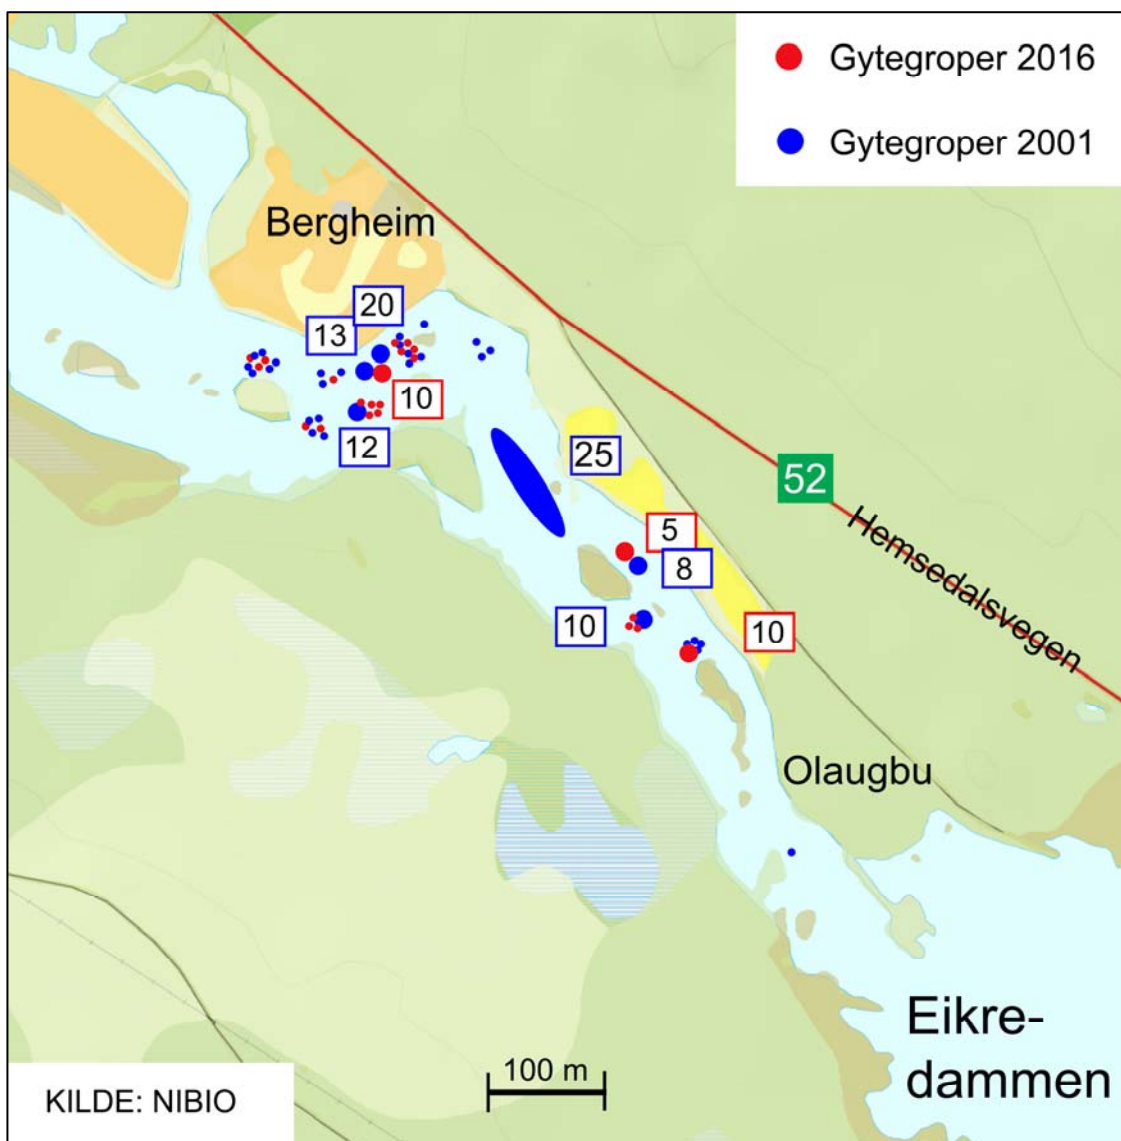 Gytegroper 2016
Gytegroper 2001
Bergheim
20
13
10
12
25
52
5
8
10
10
Hemsedalsvegen
Olaugbu
Eikre-
dammen
100 m
KILDE: NIBIO